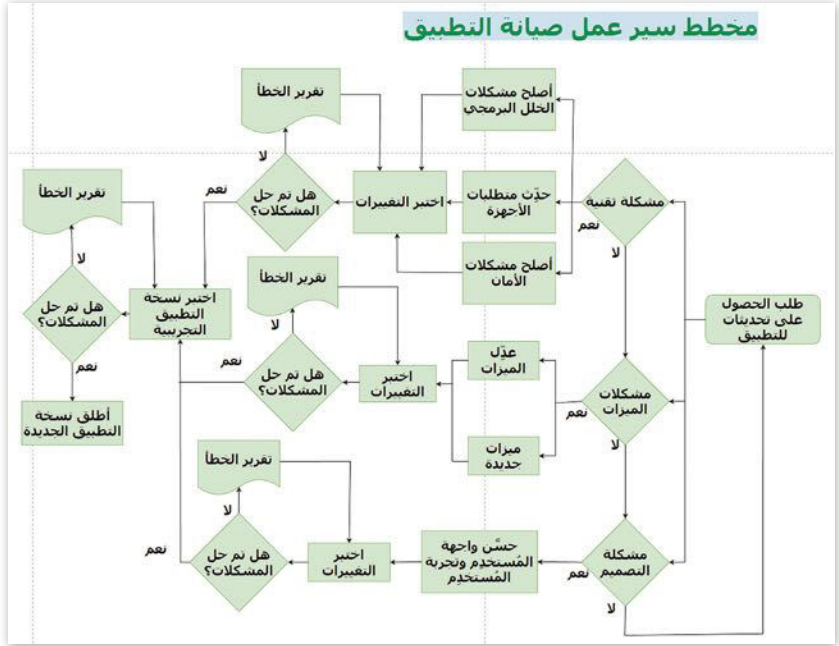 مخطط سير عمل صيانة التطبيق
طلب الحصول
على تحديثات
للتطبيق
مشكلة تقنية
نعم
لا
أصلح مشكلات
الخلل البرمجي
حدِّث متطلبات
الأجهزة
أصلح مشكلات
الأمان
اختبر التغييرات
هل تم حل
المشكلات؟
لا
تقرير الخطأ
نعم
مشكلات
الميزات
نعم
لا
عدِّل
الميزات
ميزات
جديدة
اختبر
التغييرات
هل تم حل
المشكلات؟
لا
تقرير الخطأ
نعم
مشكلة
التصميم
نعم
لا
حسِّن واجهة
المُستخدِم وتجربة
المُستخدِم
اختبر
التغييرات
هل تم حل
المشكلات؟
لا
تقرير الخطأ
نعم
اختبر نسخة
التطبيق
التجريبية
هل تم حل
المشكلات؟
لا
تقرير الخطأ
نعم
أطلق نسخة
التطبيق الجديدة